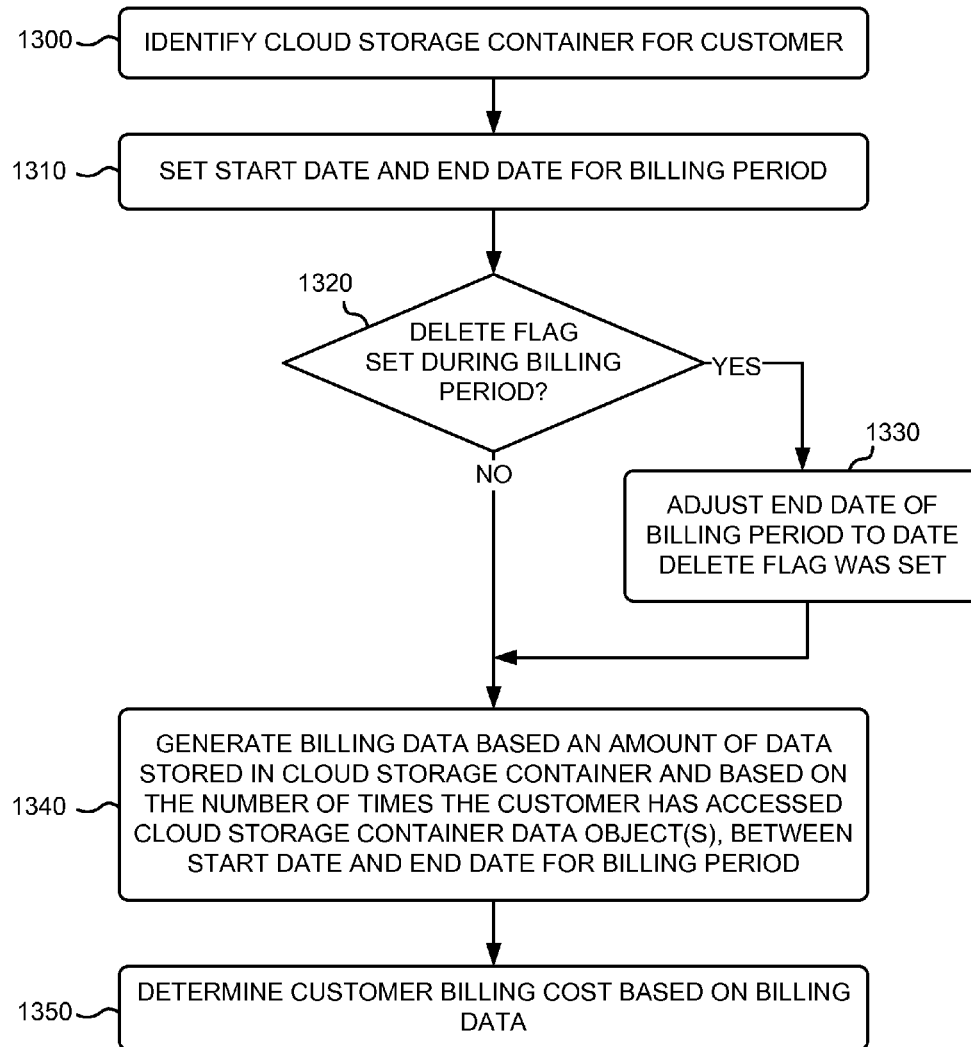 1300
IDENTIFY CLOUD STORAGE CONTAINER FOR CUSTOMER
1310
SET START DATE AND END DATE FOR BILLING PERIOD
1320
DELETE FLAG
SET DURING BILLING
PERIOD?
YES
NO
1330
ADJUST END DATE OF
BILLING PERIOD TO DATE
DELETE FLAG WAS SET
1340
GENERATE BILLING DATA BASED AN AMOUNT OF DATA
STORED IN CLOUD STORAGE CONTAINER AND BASED ON
THE NUMBER OF TIMES THE CUSTOMER HAS ACCESSED
CLOUD STORAGE CONTAINER DATA OBJECT(S), BETWEEN
START DATE AND END DATE FOR BILLING PERIOD
1350
DETERMINE CUSTOMER BILLING COST BASED ON BILLING
DATA